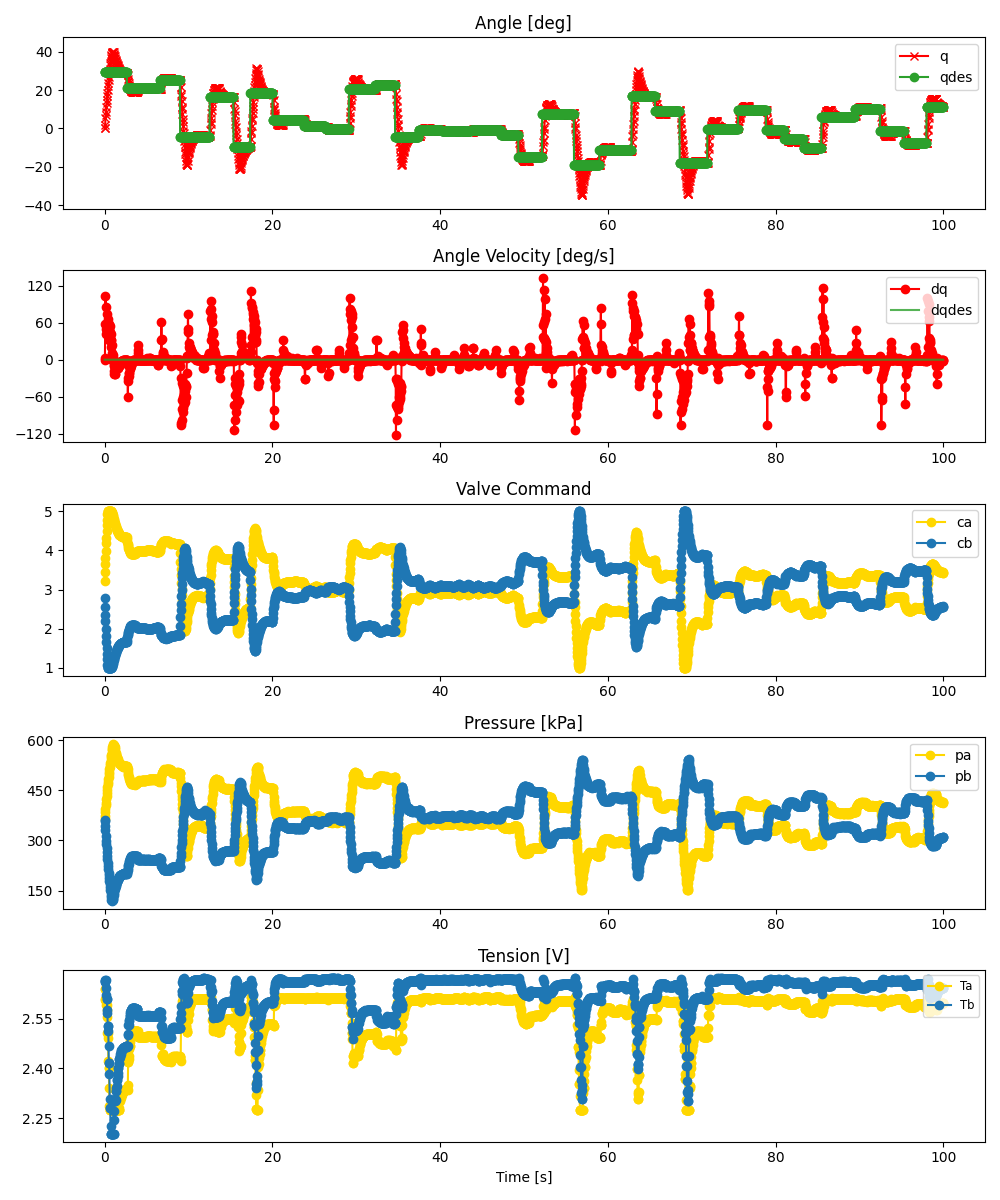 Angle [deg]
40
20
0
−20
−40
q
qdes
0 20 40 60 80 100
Angle Velocity [deg/s]
120
60
0
−60
−120
dq
dqdes
0 20 40 60 80 100
Valve Command
5
4
3
2
1
ca
cb
0 20 40 60 80 100
Pressure [kPa]
600
450
300
150
pa
pb
0 20 40 60 80 100
Tension [V]
2.55
2.40
2.25
Ta
Tb
0 20 40 60 80 100
Time [s]